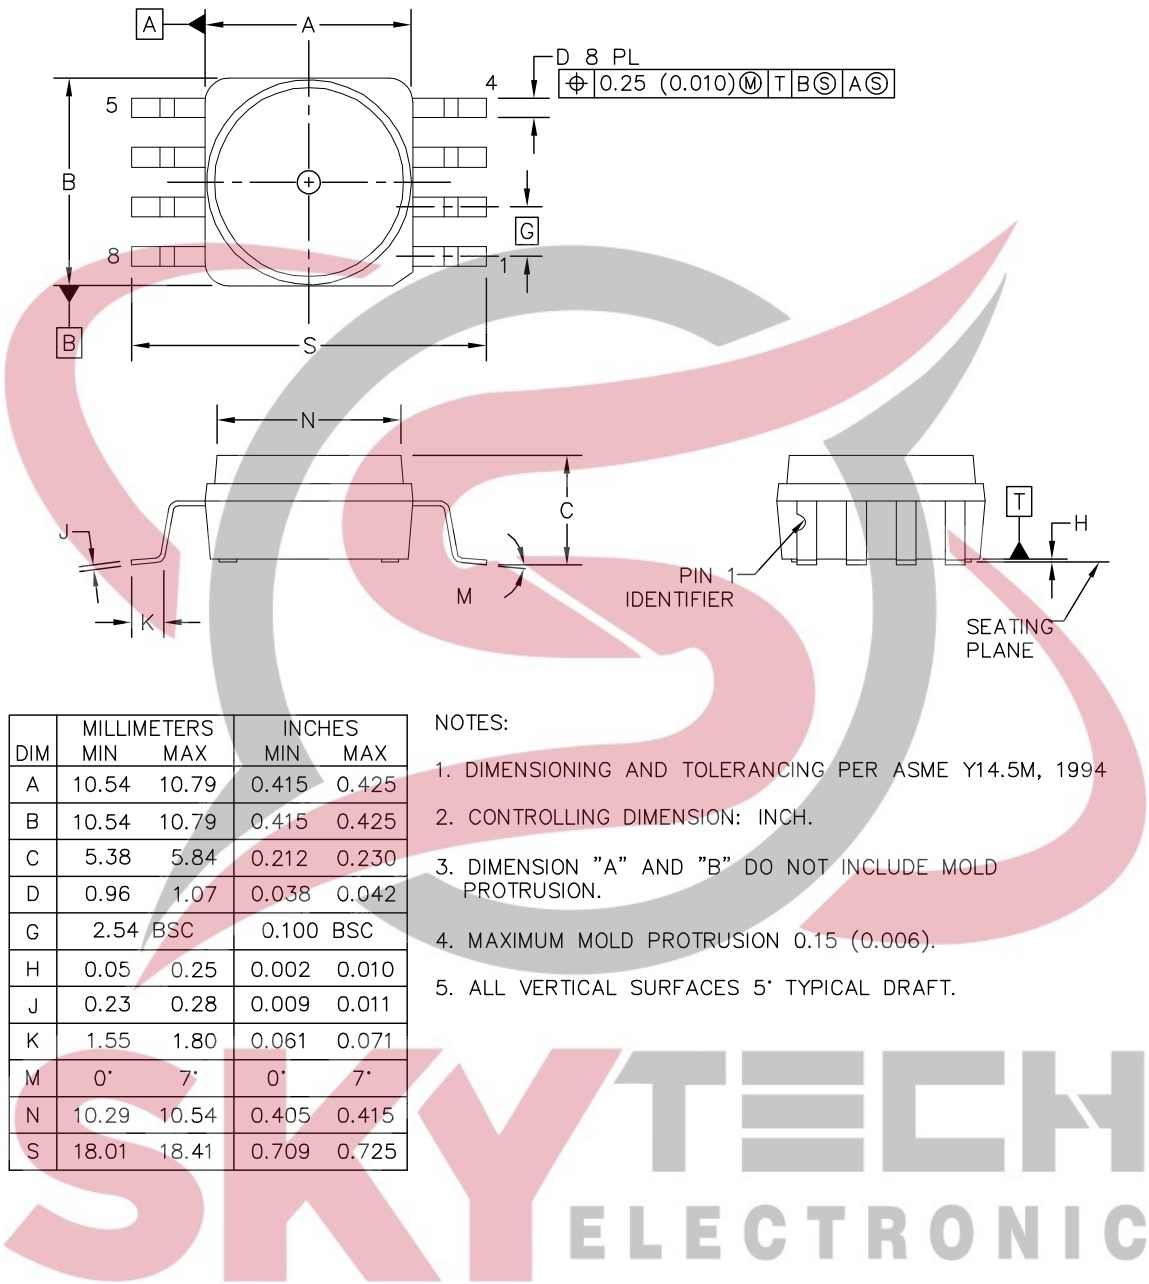 A
A
D 8 PL
⌖ 0.25 (0.010)Ⓜ T BⓈ AⓈ
5
4
B
G
8
1
B
S
N
C
J
K
M
T
H
PIN 1
IDENTIFIER
SEATING
PLANE
DIM MILLIMETERS INCHES
MIN MAX MIN MAX
A 10.54 10.79 0.415 0.425
B 10.54 10.79 0.415 0.425
C 5.38 5.84 0.212 0.230
D 0.96 1.07 0.038 0.042
G 2.54 BSC 0.100 BSC
H 0.05 0.25 0.002 0.010
J 0.23 0.28 0.009 0.011
K 1.55 1.80 0.061 0.071
M 0° 7° 0° 7°
N 10.29 10.54 0.405 0.415
S 18.01 18.41 0.709 0.725
NOTES:
1. DIMENSIONING AND TOLERANCING PER ASME Y14.5M, 1994
2. CONTROLLING DIMENSION: INCH.
3. DIMENSION "A" AND "B" DO NOT INCLUDE MOLD
PROTRUSION.
4. MAXIMUM MOLD PROTRUSION 0.15 (0.006).
5. ALL VERTICAL SURFACES 5° TYPICAL DRAFT.
SKYTECH
ELECTRONIC